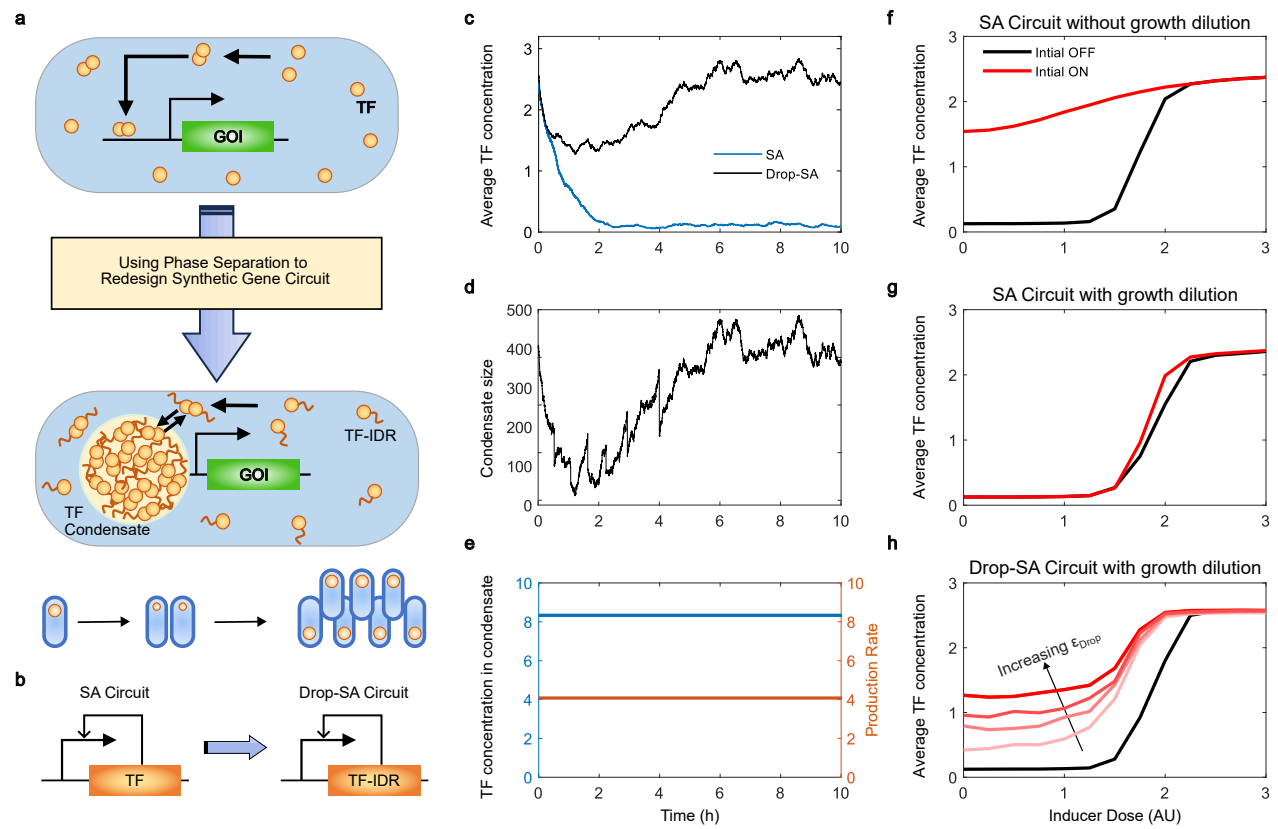 a
TF
GOI
Using Phase Separation to
Redesign Synthetic Gene Circuit
TF-IDR
GOI
TF
Condensate
b
SA Circuit
Drop-SA Circuit
TF
TF-IDR
c
Average TF concentration
3
2
1
0
SA
Drop-SA
0 2 4 6 8 10
d
Condensate size
500
400
300
200
100
0
0 2 4 6 8 10
e
TF concentration in condensate
10
8
6
4
2
0
Production Rate
10
8
6
4
2
0
0 2 4 6 8 10
Time (h)
f
SA Circuit without growth dilution
Average TF concentration
3
2
1
0
Intial OFF
Intial ON
0 1 2 3
g
SA Circuit with growth dilution
Average TF concentration
3
2
1
0
0 1 2 3
h
Drop-SA Circuit with growth dilution
Average TF concentration
3
2
1
0
Increasing ε_Drop
0 1 2 3
Inducer Dose (AU)